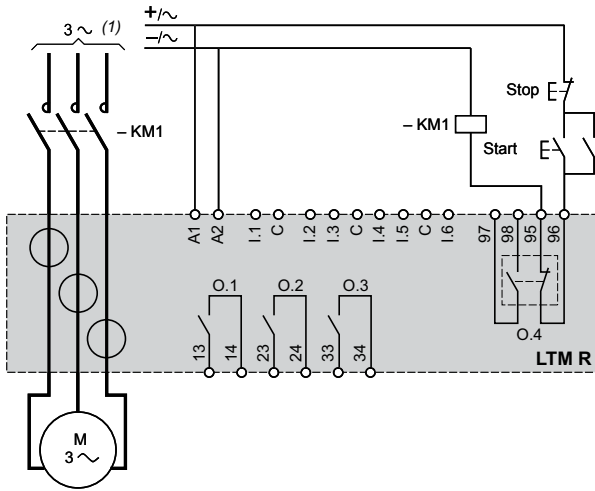 +/~
3 ~ (1)
–/~
Stop
– KM1
– KM1
Start
A1 A2 I.1 C I.2 I.3 C I.4 I.5 C I.6 97 98 95 96
O.1 O.2 O.3
O.4
13 14 23 24 33 34
LTM R
M
3 ~